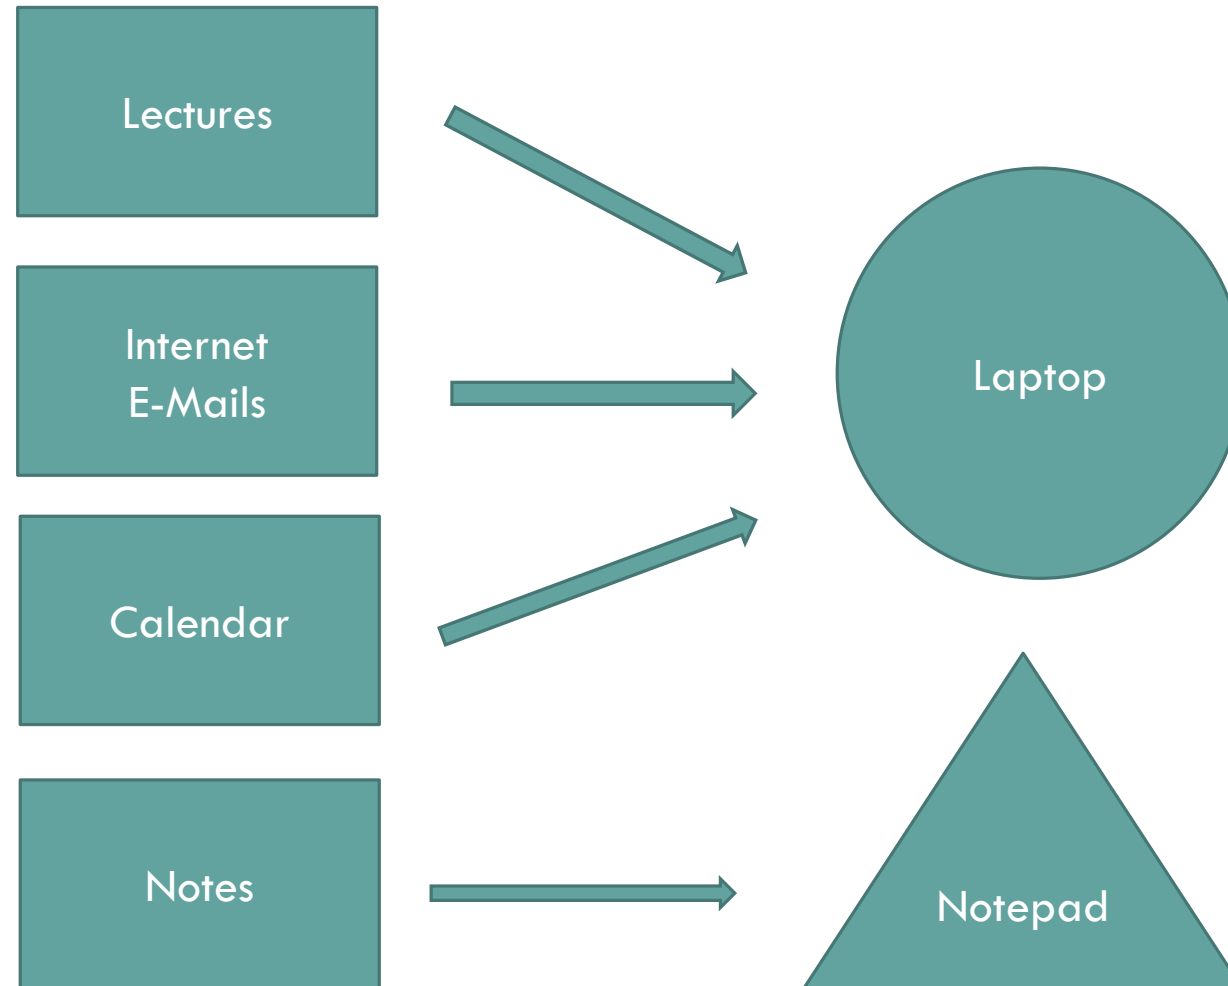 Lectures
Internet
E-Mails
Laptop
Calendar
Notes
Notepad